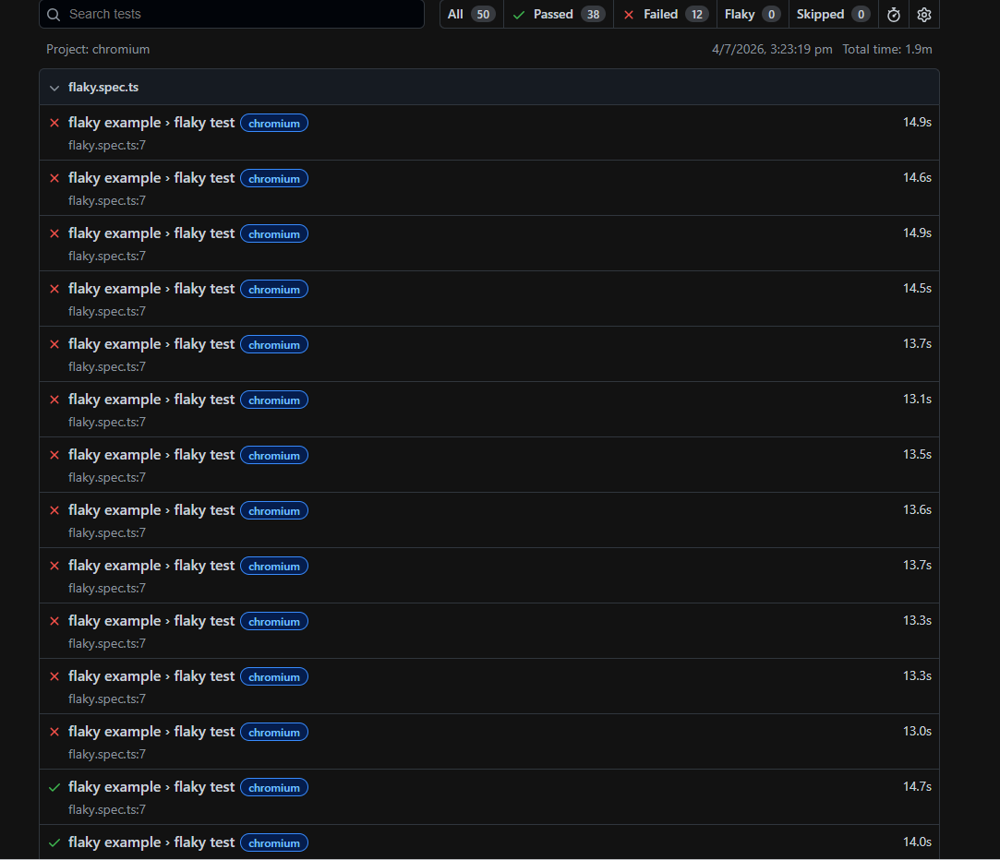 Search tests
All 50 Passed 38 Failed 12 Flaky 0 Skipped 0
Project: chromium 4/7/2026, 3:23:19 pm Total time: 1.9m
flaky.spec.ts
flaky example › flaky test chromium 14.9s
flaky.spec.ts:7
flaky example › flaky test chromium 14.6s
flaky.spec.ts:7
flaky example › flaky test chromium 14.9s
flaky.spec.ts:7
flaky example › flaky test chromium 14.5s
flaky.spec.ts:7
flaky example › flaky test chromium 13.7s
flaky.spec.ts:7
flaky example › flaky test chromium 13.1s
flaky.spec.ts:7
flaky example › flaky test chromium 13.5s
flaky.spec.ts:7
flaky example › flaky test chromium 13.6s
flaky.spec.ts:7
flaky example › flaky test chromium 13.7s
flaky.spec.ts:7
flaky example › flaky test chromium 13.3s
flaky.spec.ts:7
flaky example › flaky test chromium 13.3s
flaky.spec.ts:7
flaky example › flaky test chromium 13.0s
flaky.spec.ts:7
flaky example › flaky test chromium 14.7s
flaky.spec.ts:7
flaky example › flaky test chromium 14.0s